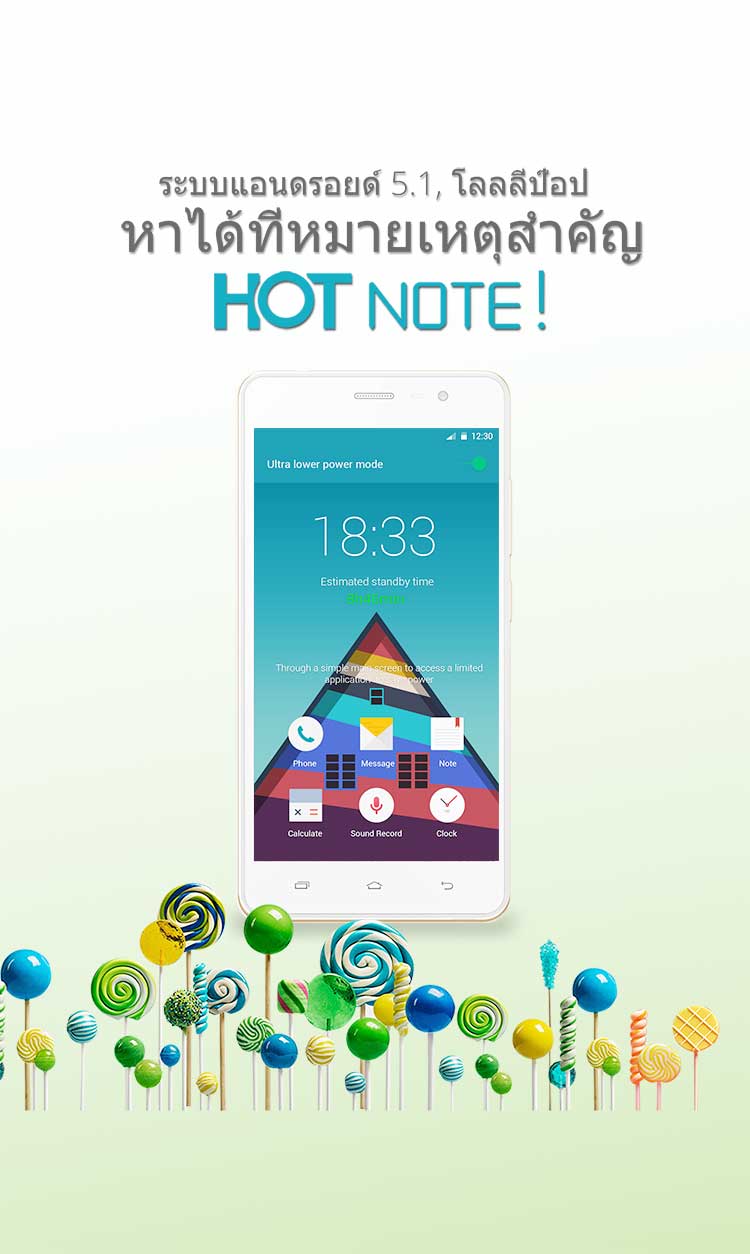 ระบบแอนดรอยด์ 5.1, โลลลีป๊อป
หาได้ที่หมายเหตุสำคัญ
HOT NOTE!
12:30
Ultra lower power mode
18:33
Estimated standby time
Through a simple main screen to access a limited
application power
Phone
Message
Note
Calculate
Sound Record
Clock